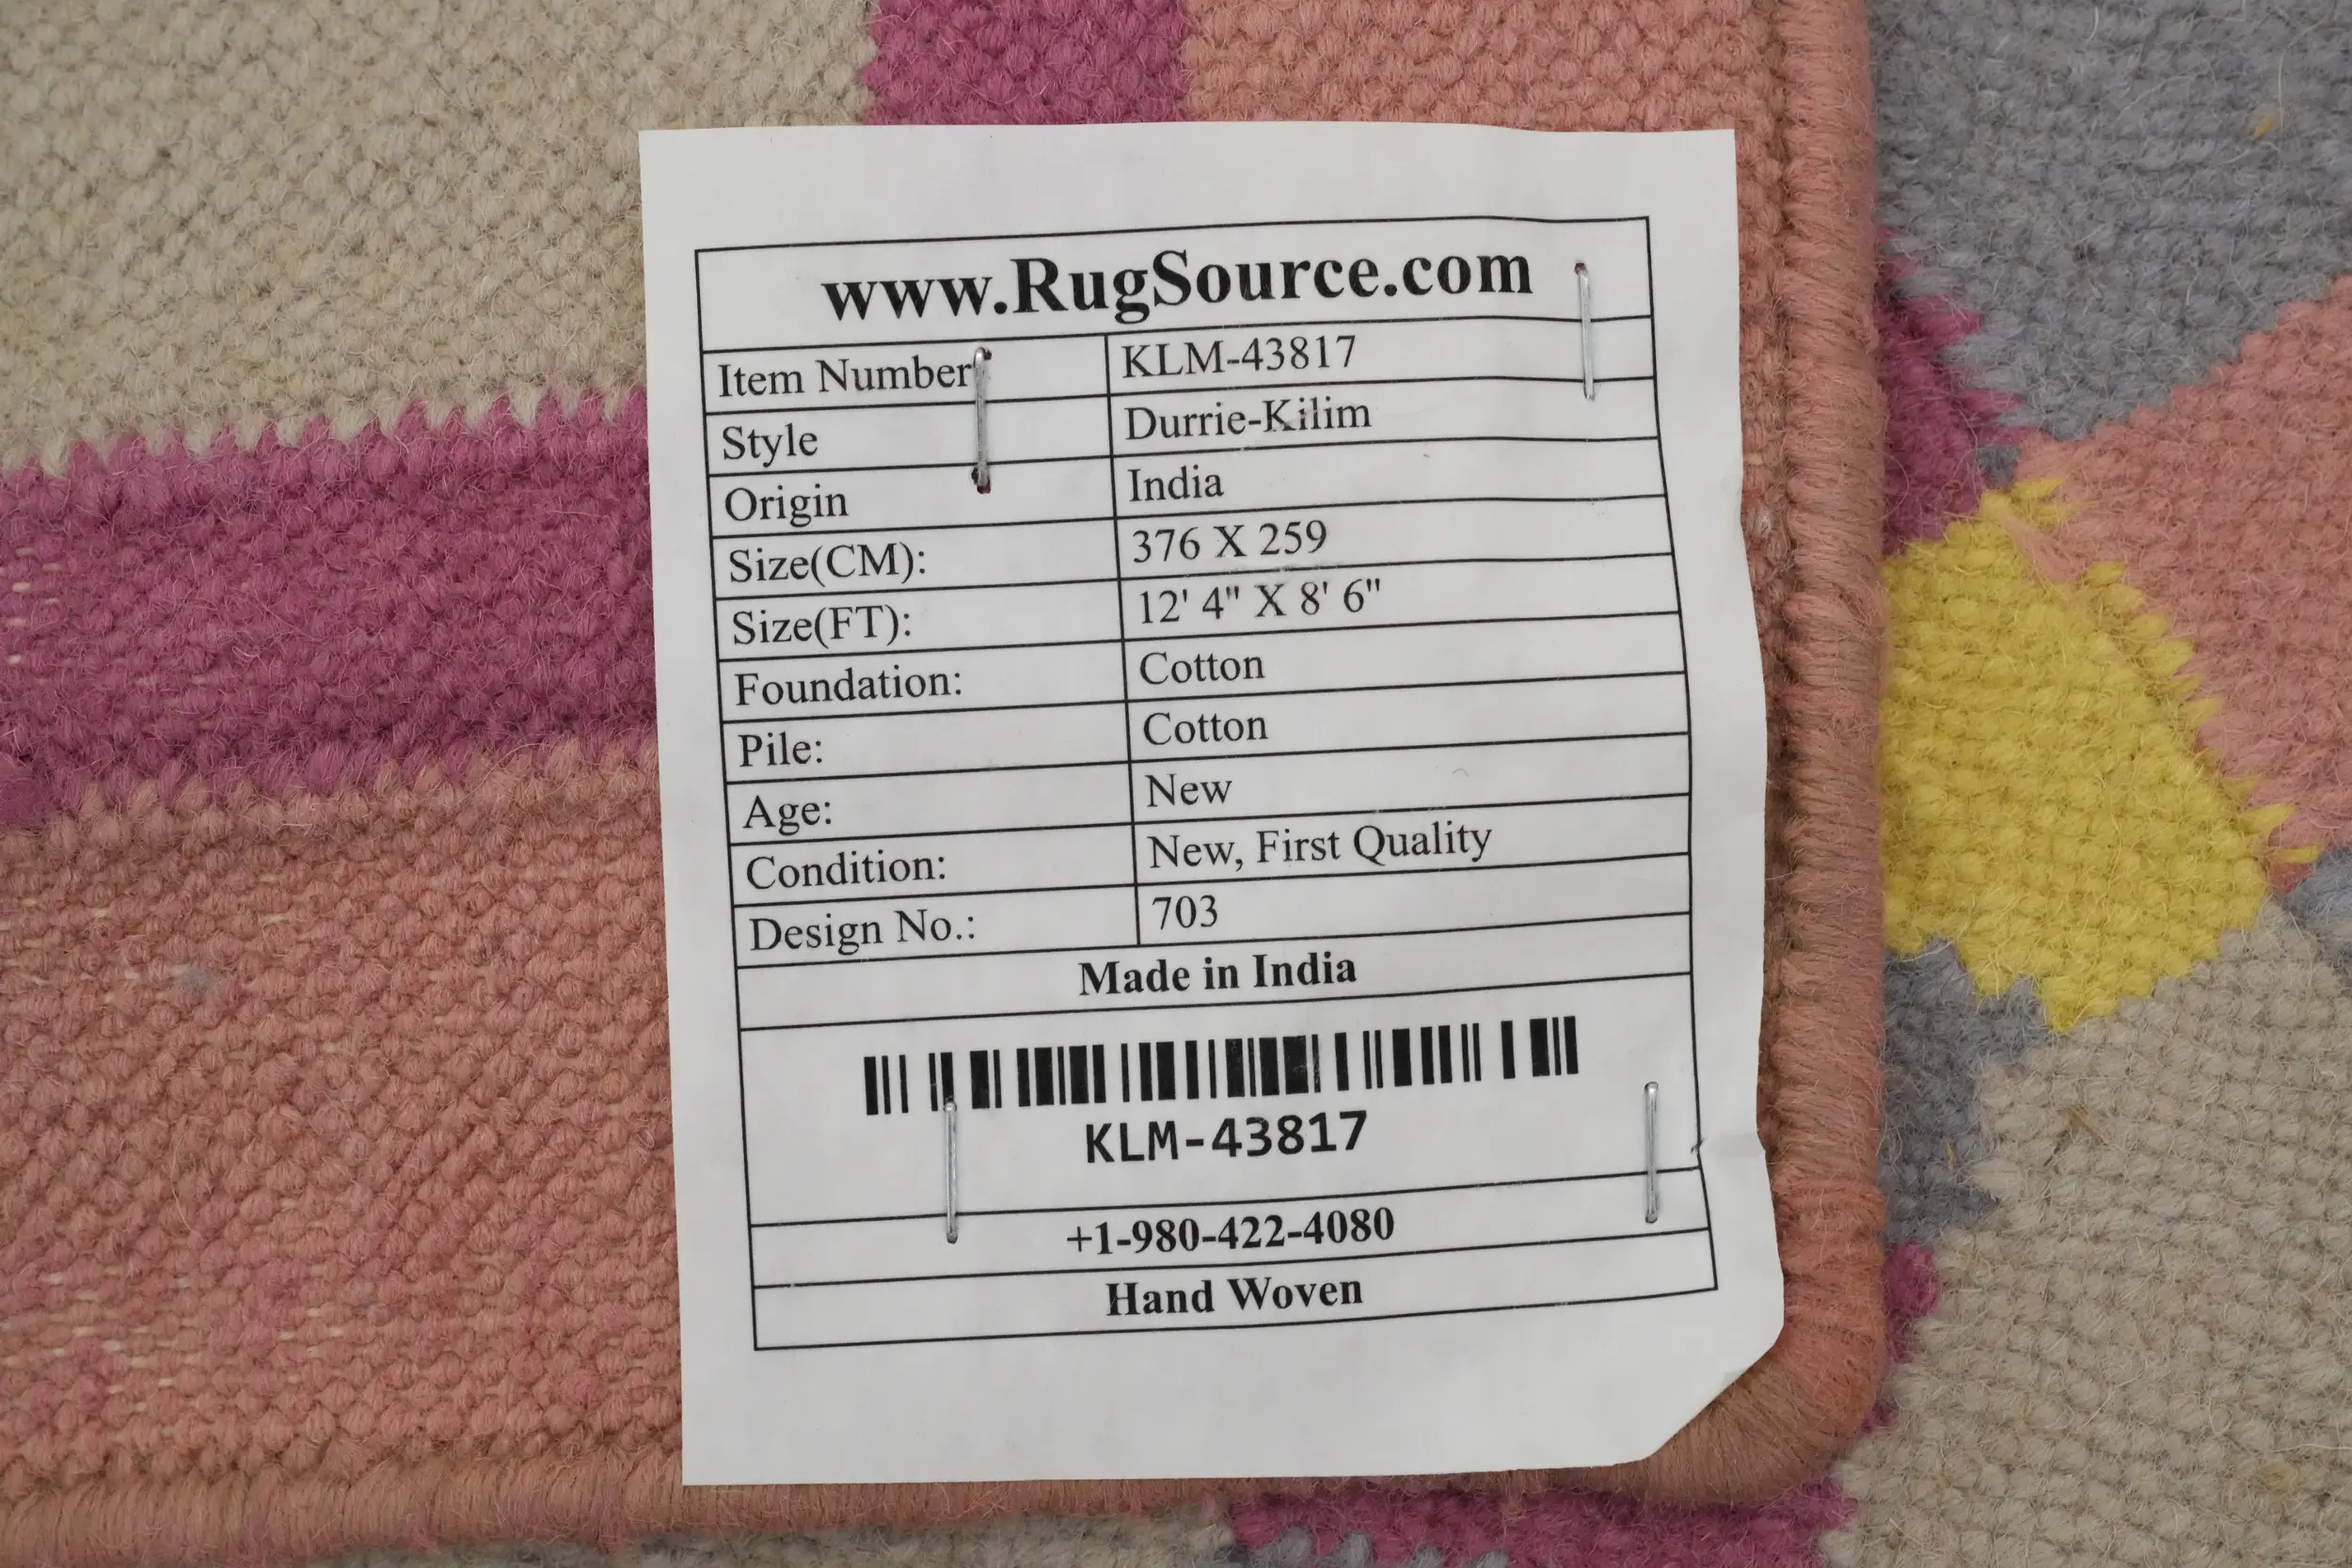 www.RugSource.com
Item Number KLM-43817
Style Durrie-Kilim
Origin India
Size(CM): 376 X 259
Size(FT): 12' 4" X 8' 6"
Foundation: Cotton
Pile: Cotton
Age: New
Condition: New, First Quality
Design No.: 703
Made in India
KLM-43817
+1-980-422-4080
Hand Woven